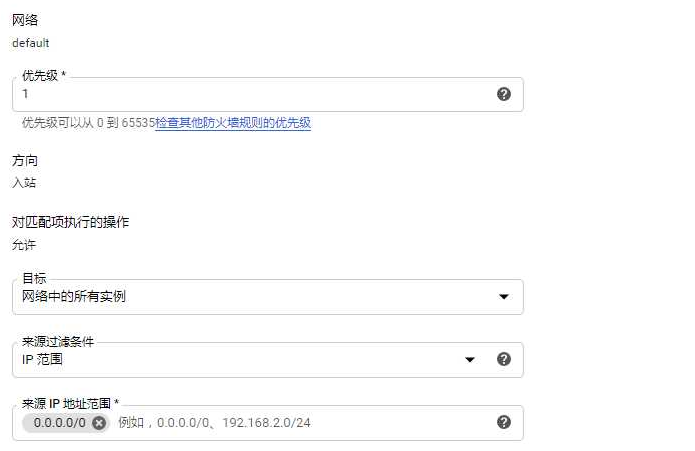 网络
default
优先级 *
1
优先级可以从 0 到 65535检查其他防火墙规则的优先级
方向
入站
对匹配项执行的操作
允许
目标
网络中的所有实例
来源过滤条件
IP 范围
来源 IP 地址范围 *
0.0.0.0/0 例如，0.0.0.0/0、192.168.2.0/24